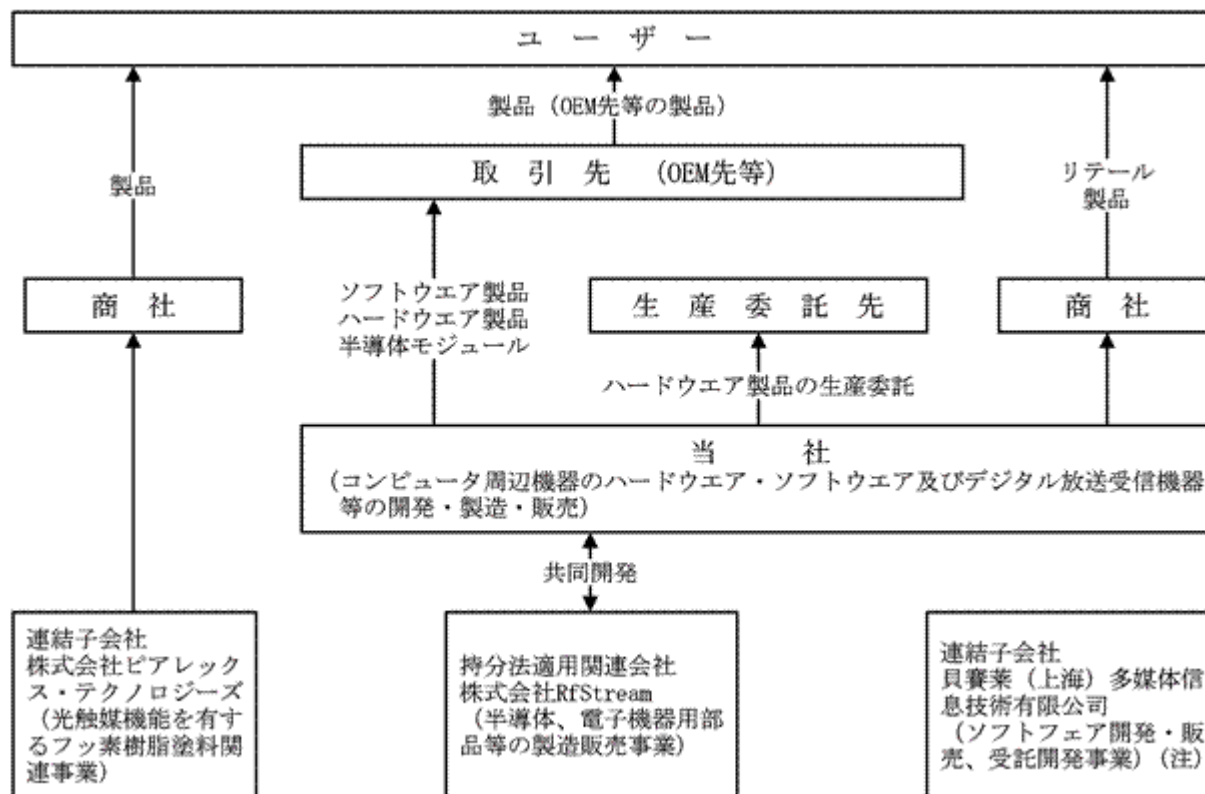 ユーザー
製品（OEM先等の製品）
取引先（OEM先等）
製品
リテール
製品
商社
ソフトウエア製品
ハードウエア製品
半導体モジュール
生産委託先
商社
ハードウエア製品の生産委託
当社
（コンピュータ周辺機器のハードウエア・ソフトウエア及びデジタル放送受信機器
等の開発・製造・販売）
共同開発
連結子会社
株式会社ピアレック
ス・テクノロジーズ
（光触媒機能を有す
るフッ素樹脂塗料関
連事業）
持分法適用関連会社
株式会社RfStream
（半導体、電子機器用部
品等の製造販売事業）
連結子会社
貝賽莱（上海）多媒体信
息技術有限公司
（ソフトフェア開発・販
売、受託開発事業）（注）